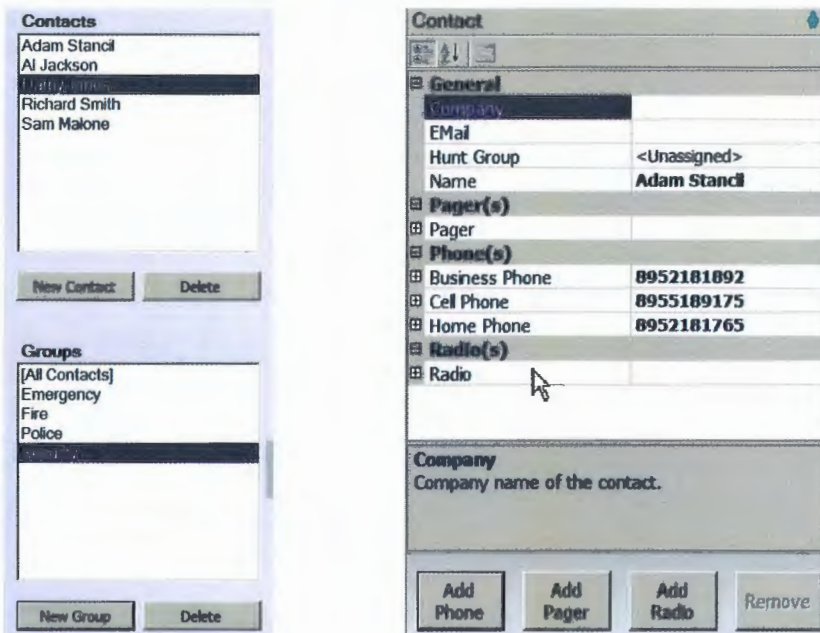 Contacts
Adam Stancil
Al Jackson
Richard Smith
Sam Malone
New Contact Delete
Groups
[All Contacts]
Emergency
Fire
Police
New Group Delete
Contact
General
Company
EMail
Hunt Group <Unassigned>
Name Adam Stancil
Pager(s)
Pager
Phone(s)
Business Phone 8952181892
Cell Phone 8955189175
Home Phone 8952181765
Radio(s)
Radio
Company
Company name of the contact.
Add Phone
Add Pager
Add Radio
Remove